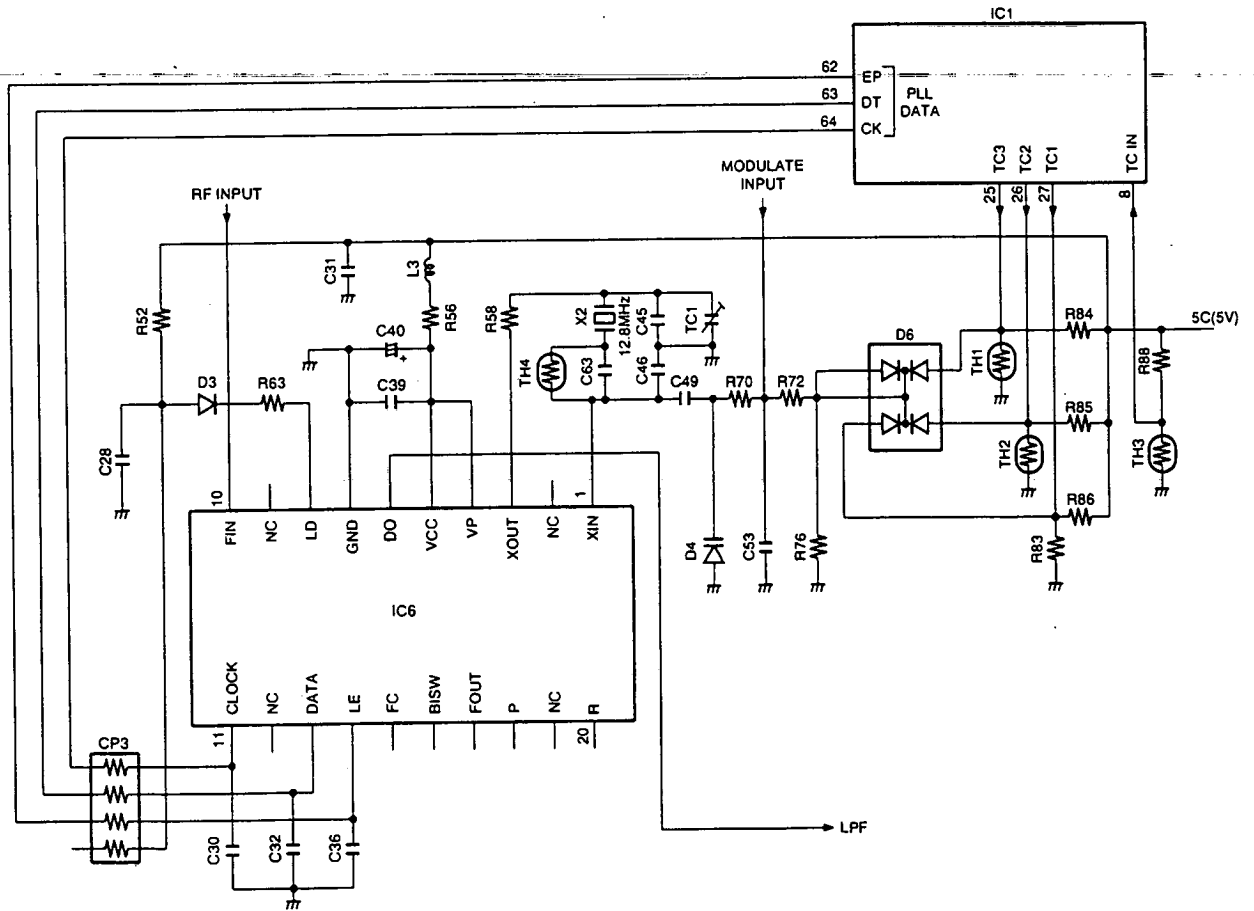 IC1
62
EP
63
DT
64
CK
PLL
DATA
TC3
TC2
TC1
TC IN
25
26
27
8
RF INPUT
MODULATE
INPUT
C31
L3
R52
R56
R58
X2
12.8MHz
C45
TC1
C40
+
TH4
C63
C46
D6
TH1
R84
5C(5V)
R88
D3
R63
C39
C49
R70
R72
R85
TH2
TH3
C28
R86
R83
D4
C53
R76
10
1
FIN
NC
LD
GND
DO
VCC
VP
XOUT
NC
XIN
IC6
CLOCK
NC
DATA
LE
FC
BISW
FOUT
P
NC
R
11
20
CP3
C30
C32
C36
LPF